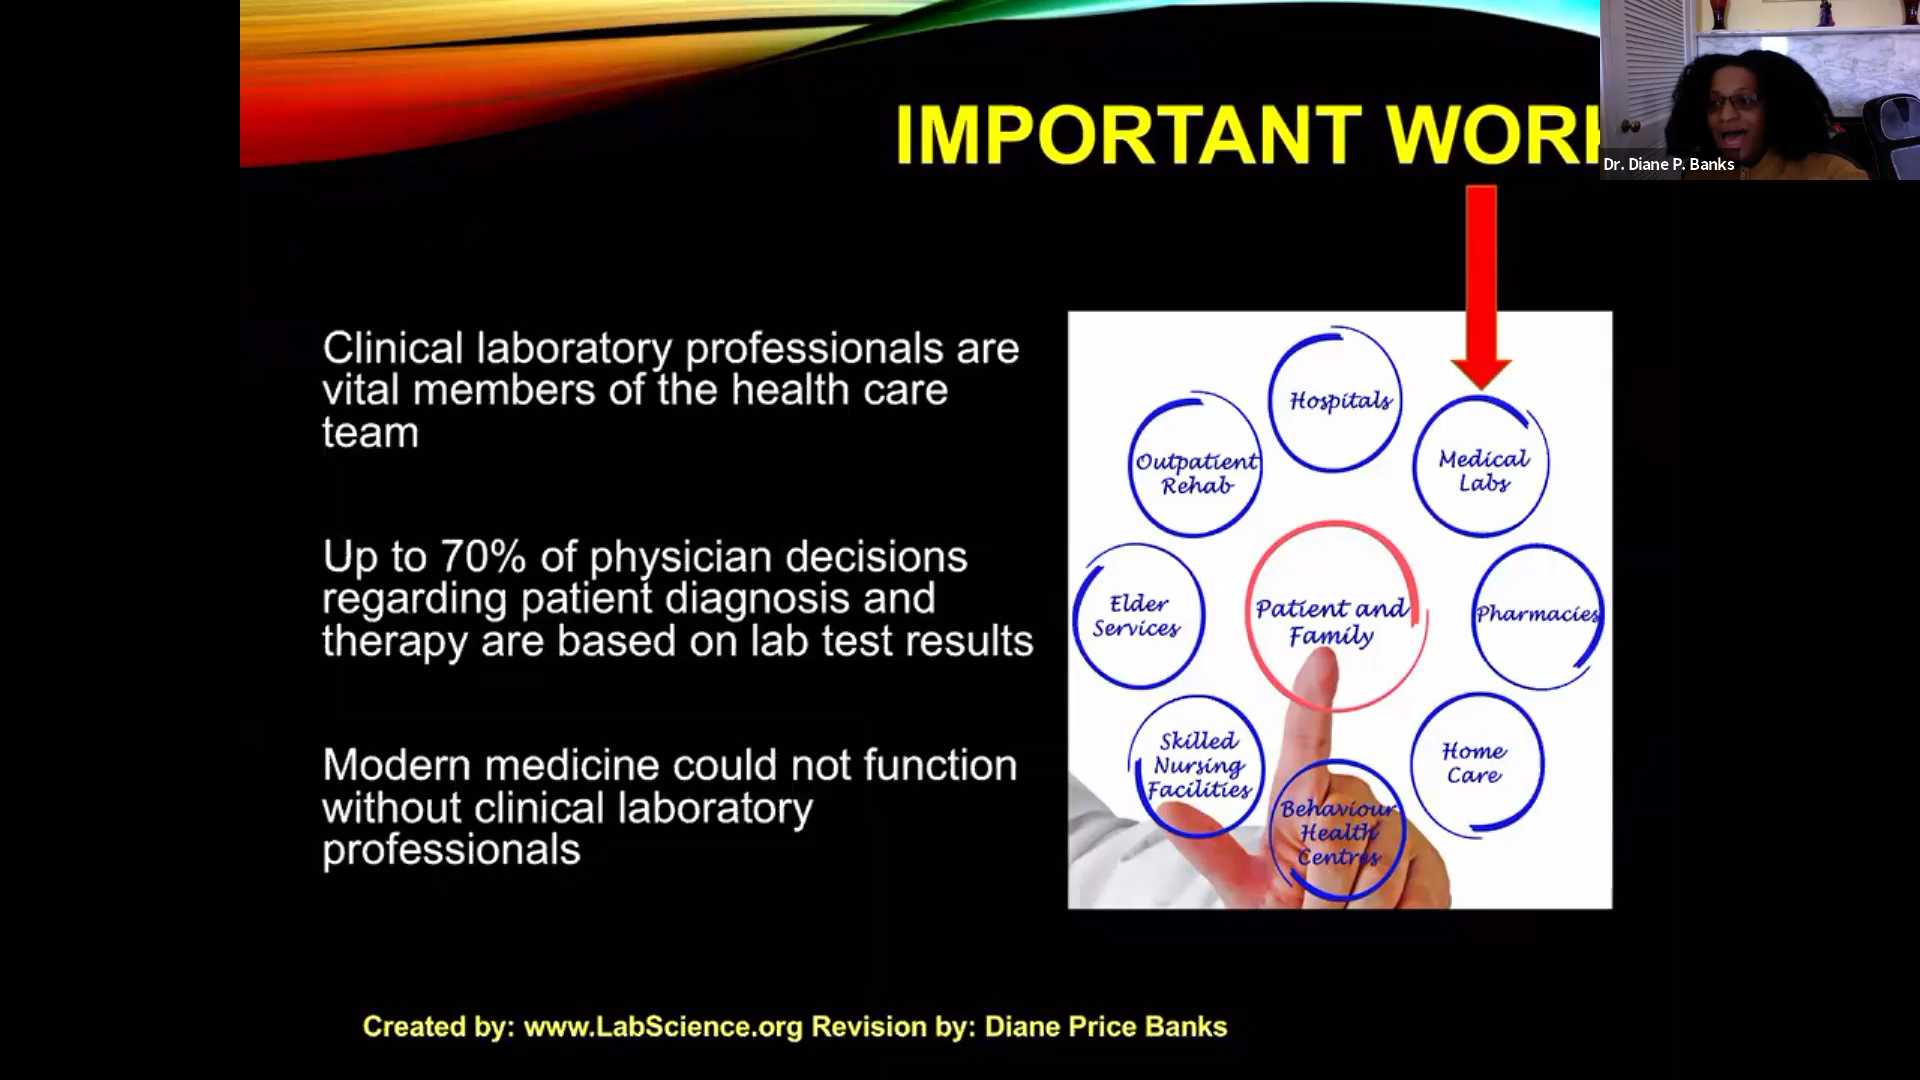 IMPORTANT WORK
Dr. Diane P. Banks
Clinical laboratory professionals are
vital members of the health care
team
Up to 70% of physician decisions
regarding patient diagnosis and
therapy are based on lab test results
Modern medicine could not function
without clinical laboratory
professionals
Hospitals
Outpatient
Rehab
Medical
Labs
Elder
Services
Patient and
Family
Pharmacies
Skilled
Nursing
Facilities
Home
Care
Behaviour
Health
Centres
Created by: www.LabScience.org Revision by: Diane Price Banks